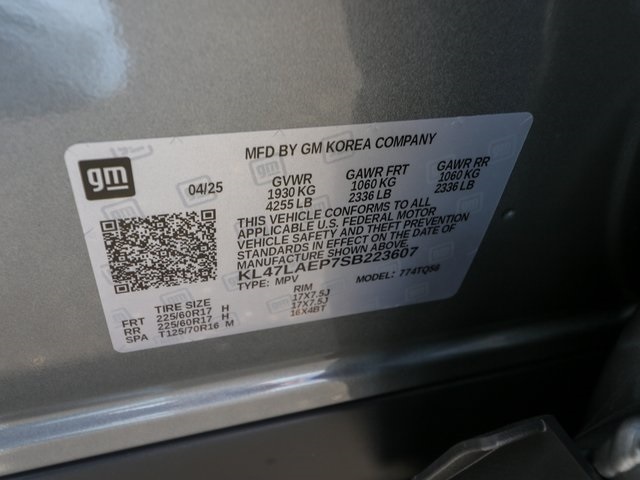 MFD BY GM KOREA COMPANY
gm
04/25
GVWR GAWR FRT GAWR RR
1930 KG 1060 KG 1060 KG
4255 LB 2336 LB 2336 LB
THIS VEHICLE CONFORMS TO ALL
APPLICABLE U.S. FEDERAL MOTOR
VEHICLE SAFETY AND THEFT PREVENTION
STANDARDS IN EFFECT ON THE DATE OF
MANUFACTURE SHOWN ABOVE.
KL47LAEP7SB223607
TYPE: MPV MODEL: 774TQ56
TIRE SIZE RIM
FRT 225/60R17 H 17X7.5J
RR 225/60R17 H 17X7.5J
SPA T125/70R16 M 16X4BT